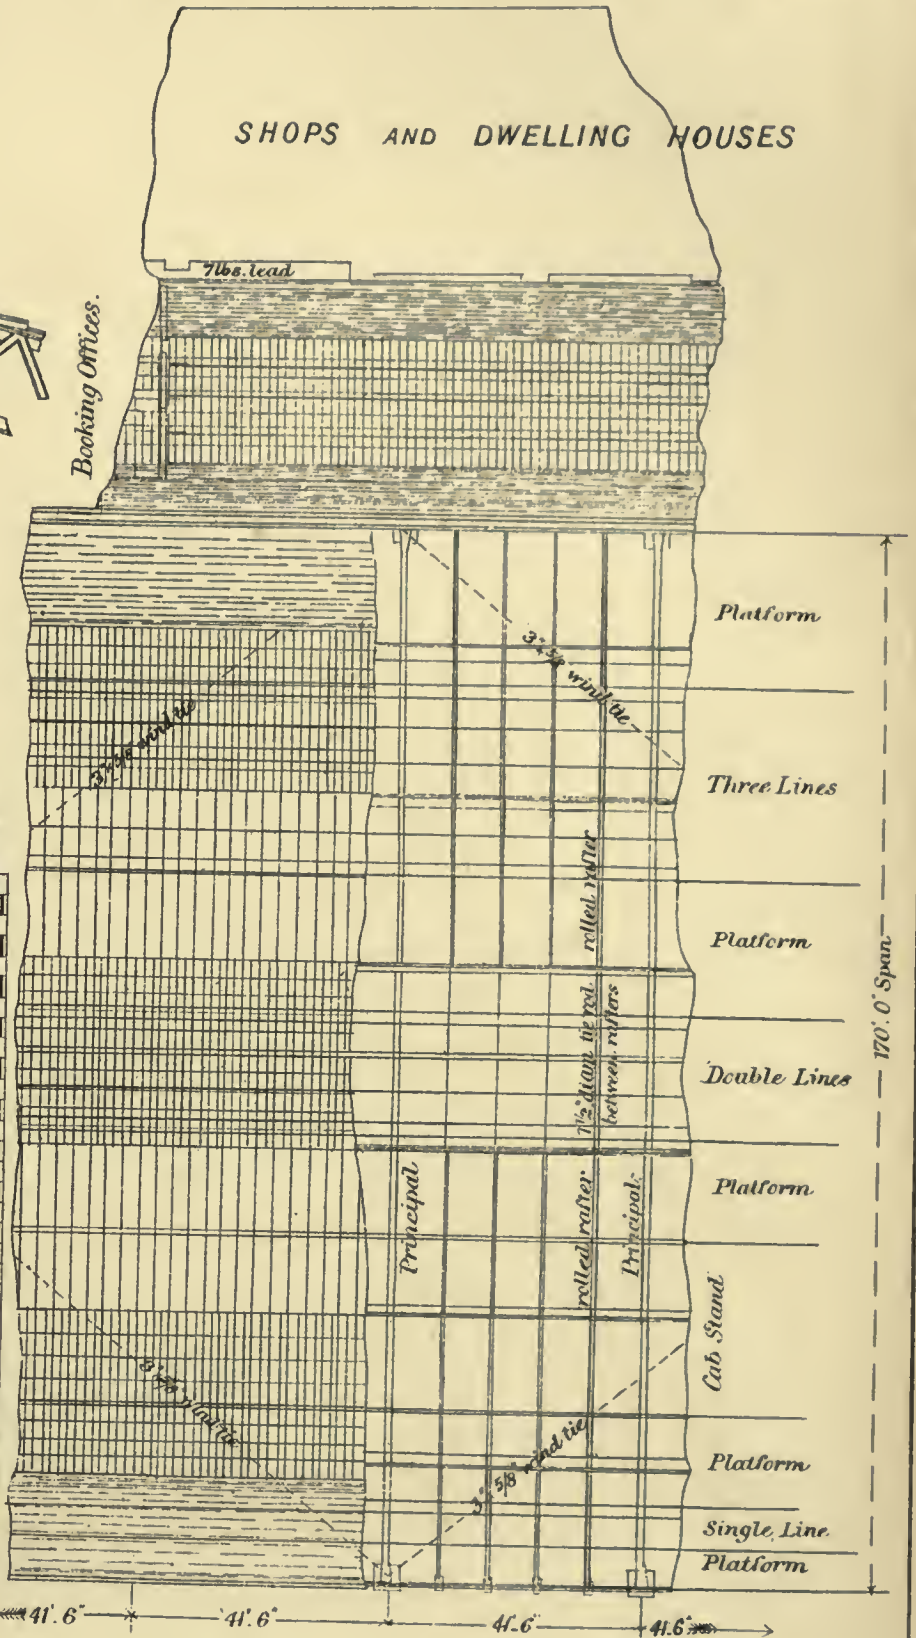 SHOPS AND DWELLING HOUSES
7lbs. lead
Booking Offices.
Platform
3"x 5/8" wind tie
3"x 5/8" wind tie
Three Lines
rolled rafter
Platform
170'. 0" Span
1 1/2" diam tie rod
between rafters
Double Lines
Platform
Principal
rolled rafter
Principal
Cab Stand
3"x 5/8" wind tie
3"x 5/8" wind tie
Platform
Single Line
Platform
41'. 6" 41'. 6" 41'. 6" 41'. 6"